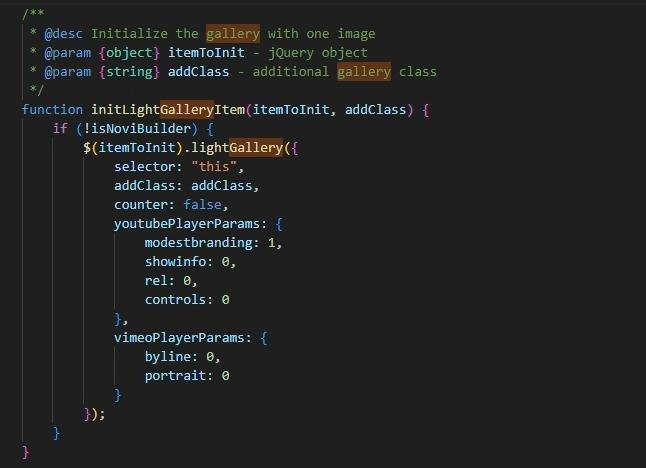 /**
 * @desc Initialize the gallery with one image
 * @param {object} itemToInit - jQuery object
 * @param {string} addClass - additional gallery class
 */
function initLightGalleryItem(itemToInit, addClass) {
    if (!isNoviBuilder) {
        $(itemToInit).lightGallery({
            selector: "this",
            addClass: addClass,
            counter: false,
            youtubePlayerParams: {
                modestbranding: 1,
                showinfo: 0,
                rel: 0,
                controls: 0
            },
            vimeoPlayerParams: {
                byline: 0,
                portrait: 0
            }
        });
    }
}